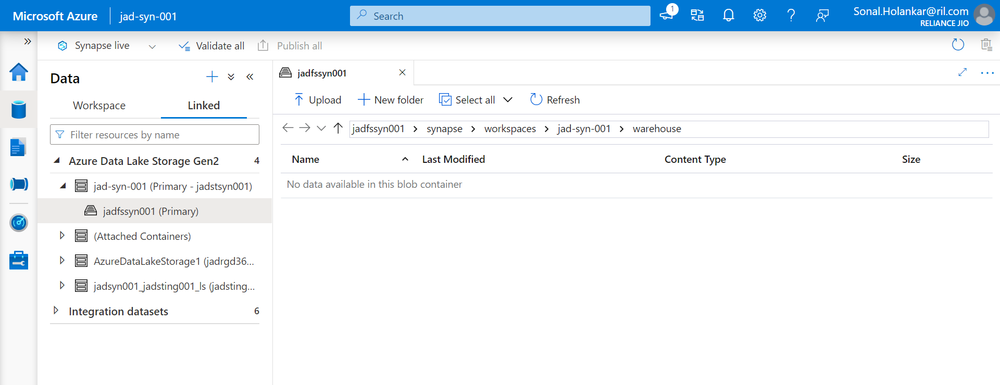 Microsoft Azure
jad-syn-001
Search
1
Sonal.Holankar@ril.com
RELIANCE JIO
Synapse live
Validate all
Publish all
Data
Workspace
Linked
Filter resources by name
Azure Data Lake Storage Gen2 4
jad-syn-001 (Primary - jadstsyn001)
jadfssyn001 (Primary)
(Attached Containers)
AzureDataLakeStorage1 (jadrgd36...
jadsyn001_jadsting001_ls (jadsting...
Integration datasets 6
jadfssyn001
Upload
New folder
Select all
Refresh
jadfssyn001 > synapse > workspaces > jad-syn-001 > warehouse
Name Last Modified Content Type Size
No data available in this blob container